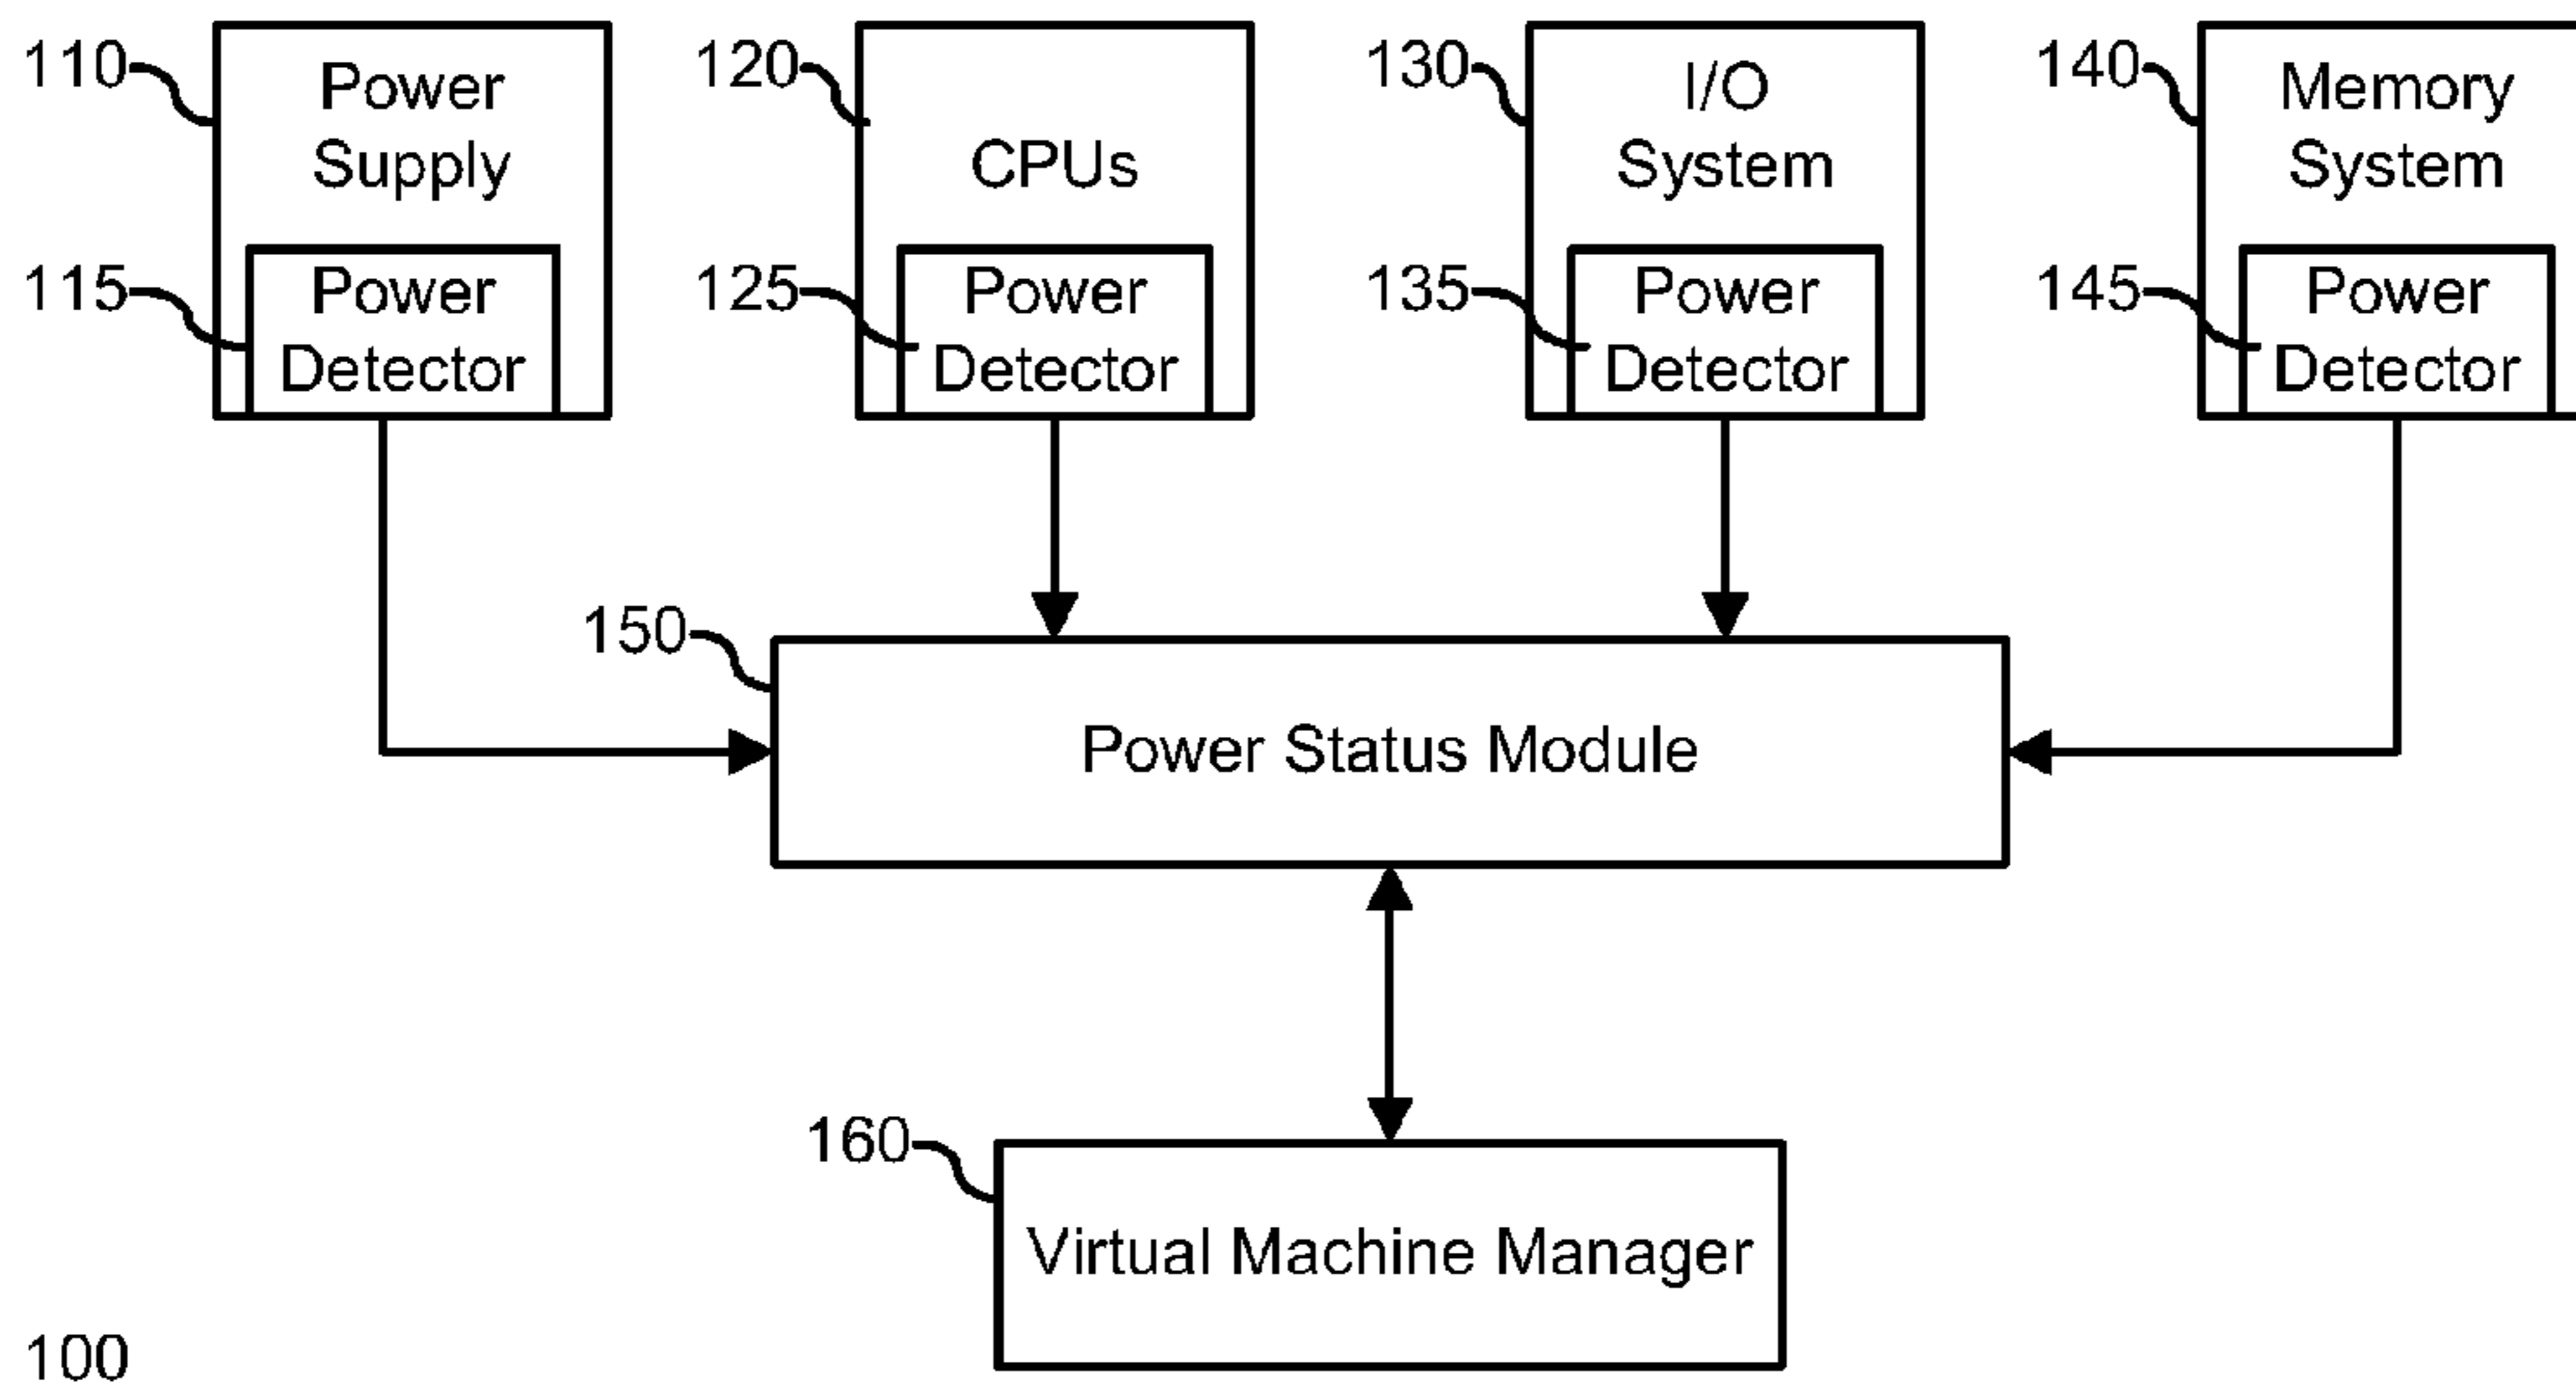 110
Power
Supply
120
CPUs
130
I/O
System
140
Memory
System
115
Power
Detector
125
Power
Detector
135
Power
Detector
145
Power
Detector
150
Power Status Module
160
Virtual Machine Manager
100